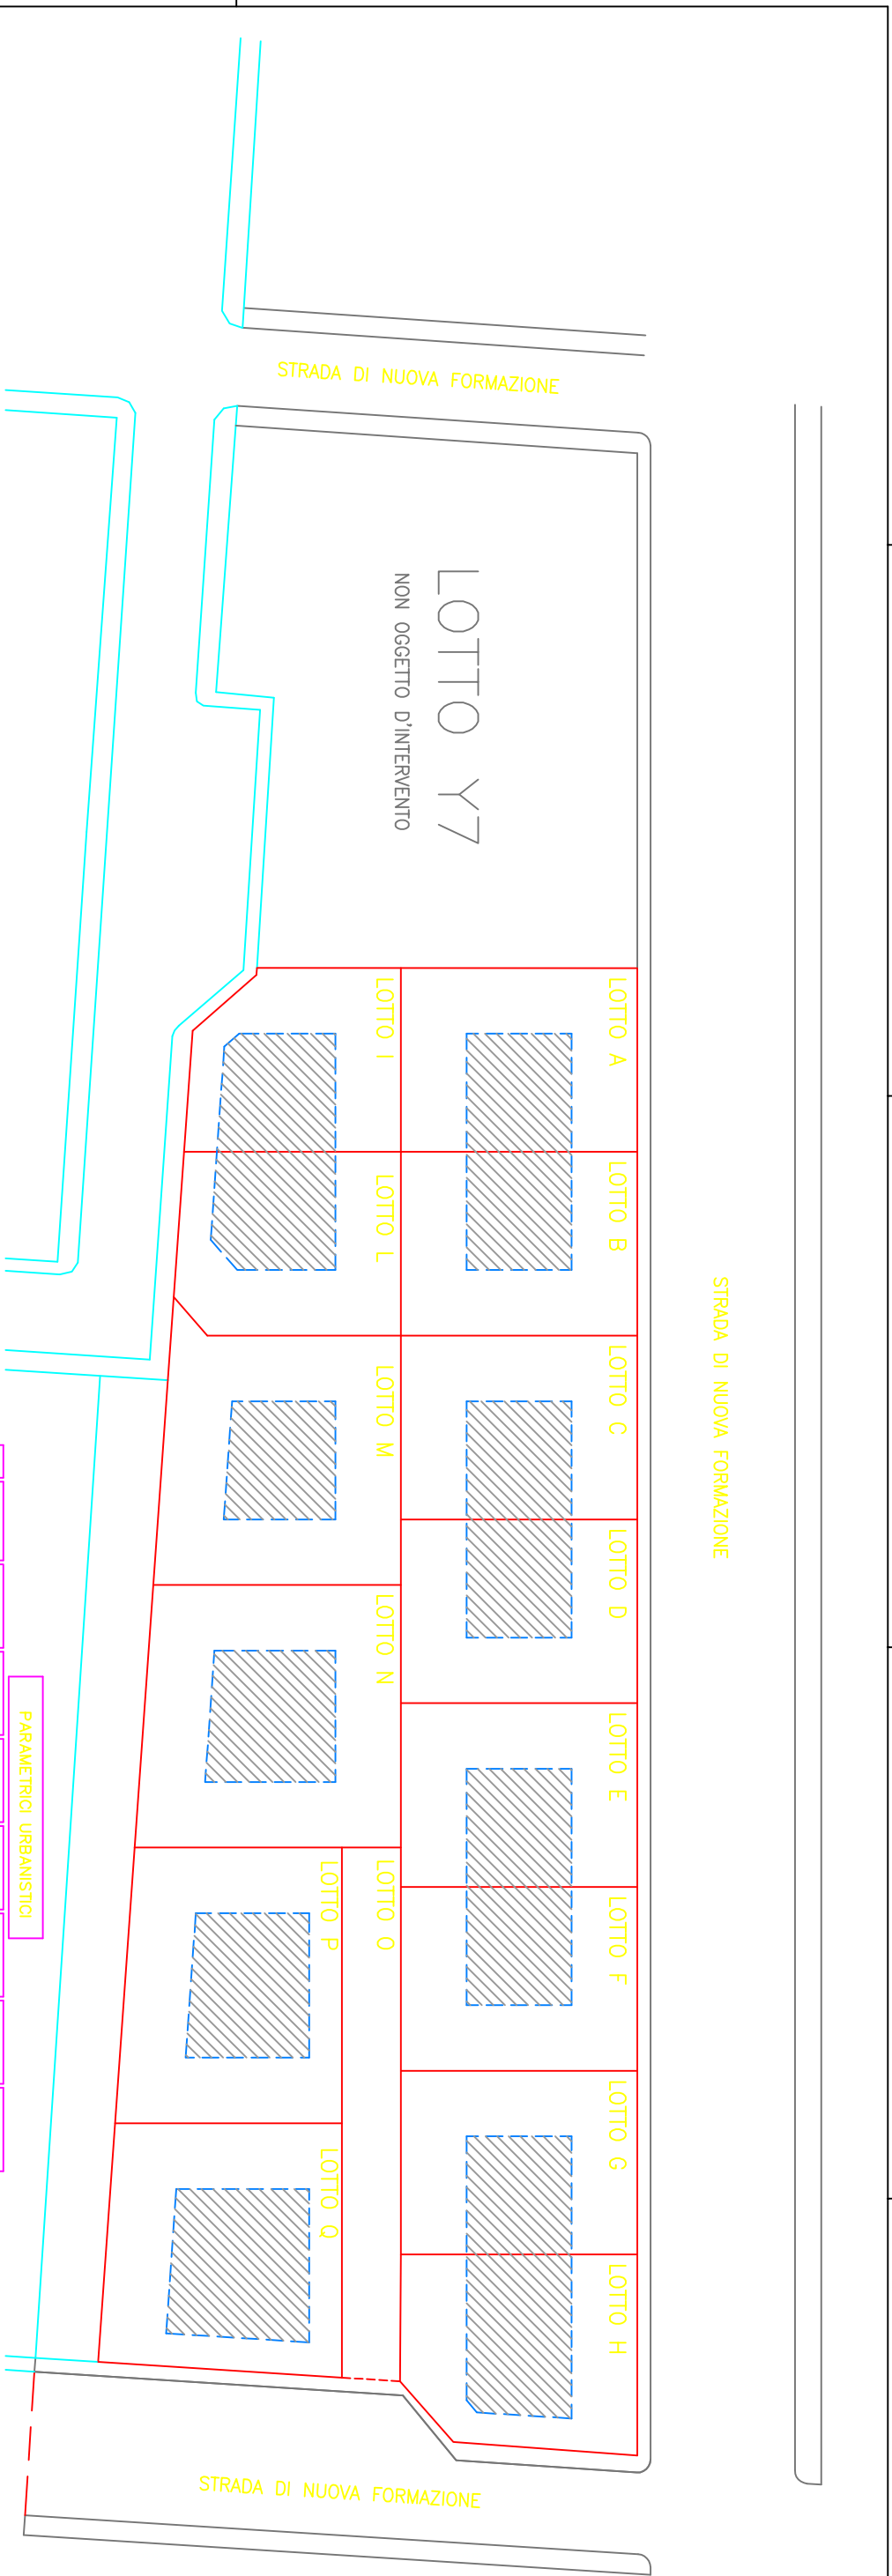 STRADA DI NUOVA FORMAZIONE
LOTTO Y7
NON OGGETTO D'INTERVENTO
STRADA DI NUOVA FORMAZIONE
LOTTO A
LOTTO B
LOTTO C
LOTTO D
LOTTO E
LOTTO F
LOTTO G
LOTTO H
LOTTO I
LOTTO L
LOTTO M
LOTTO N
LOTTO O
LOTTO P
LOTTO Q
PARAMETRICI URBANISTICI
STRADA DI NUOVA FORMAZIONE